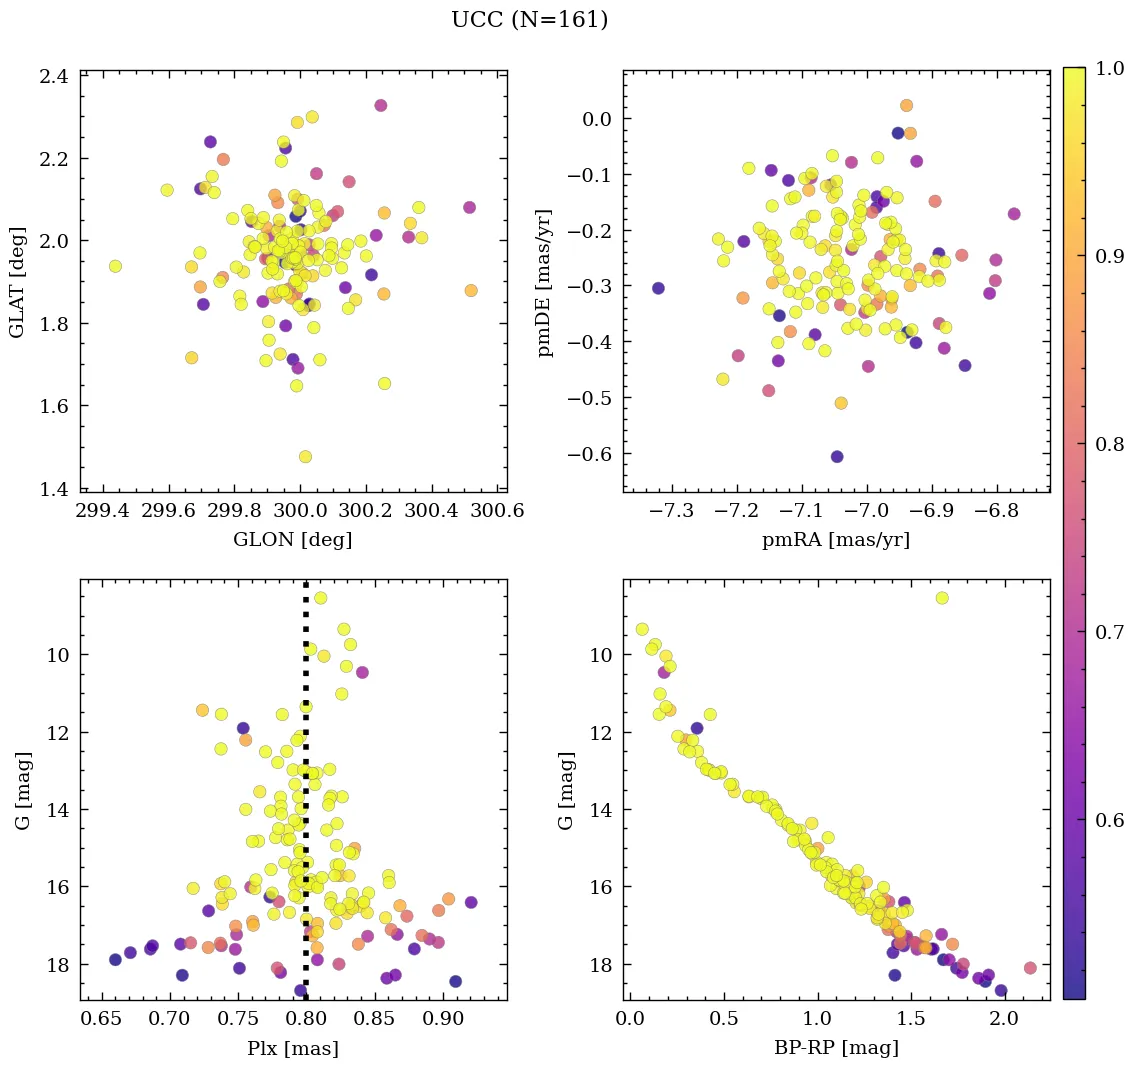 UCC (N=161)
2.4
2.2
2.0
1.8
1.6
1.4
299.4 299.6 299.8 300.0 300.2 300.4 300.6
GLON [deg]
GLAT [deg]
0.0
−0.1
−0.2
−0.3
−0.4
−0.5
−0.6
−7.3 −7.2 −7.1 −7.0 −6.9 −6.8
pmRA [mas/yr]
pmDE [mas/yr]
1.0
0.9
0.8
0.7
0.6
10
12
14
16
18
0.65 0.70 0.75 0.80 0.85 0.90
Plx [mas]
G [mag]
10
12
14
16
18
0.0 0.5 1.0 1.5 2.0
BP-RP [mag]
G [mag]